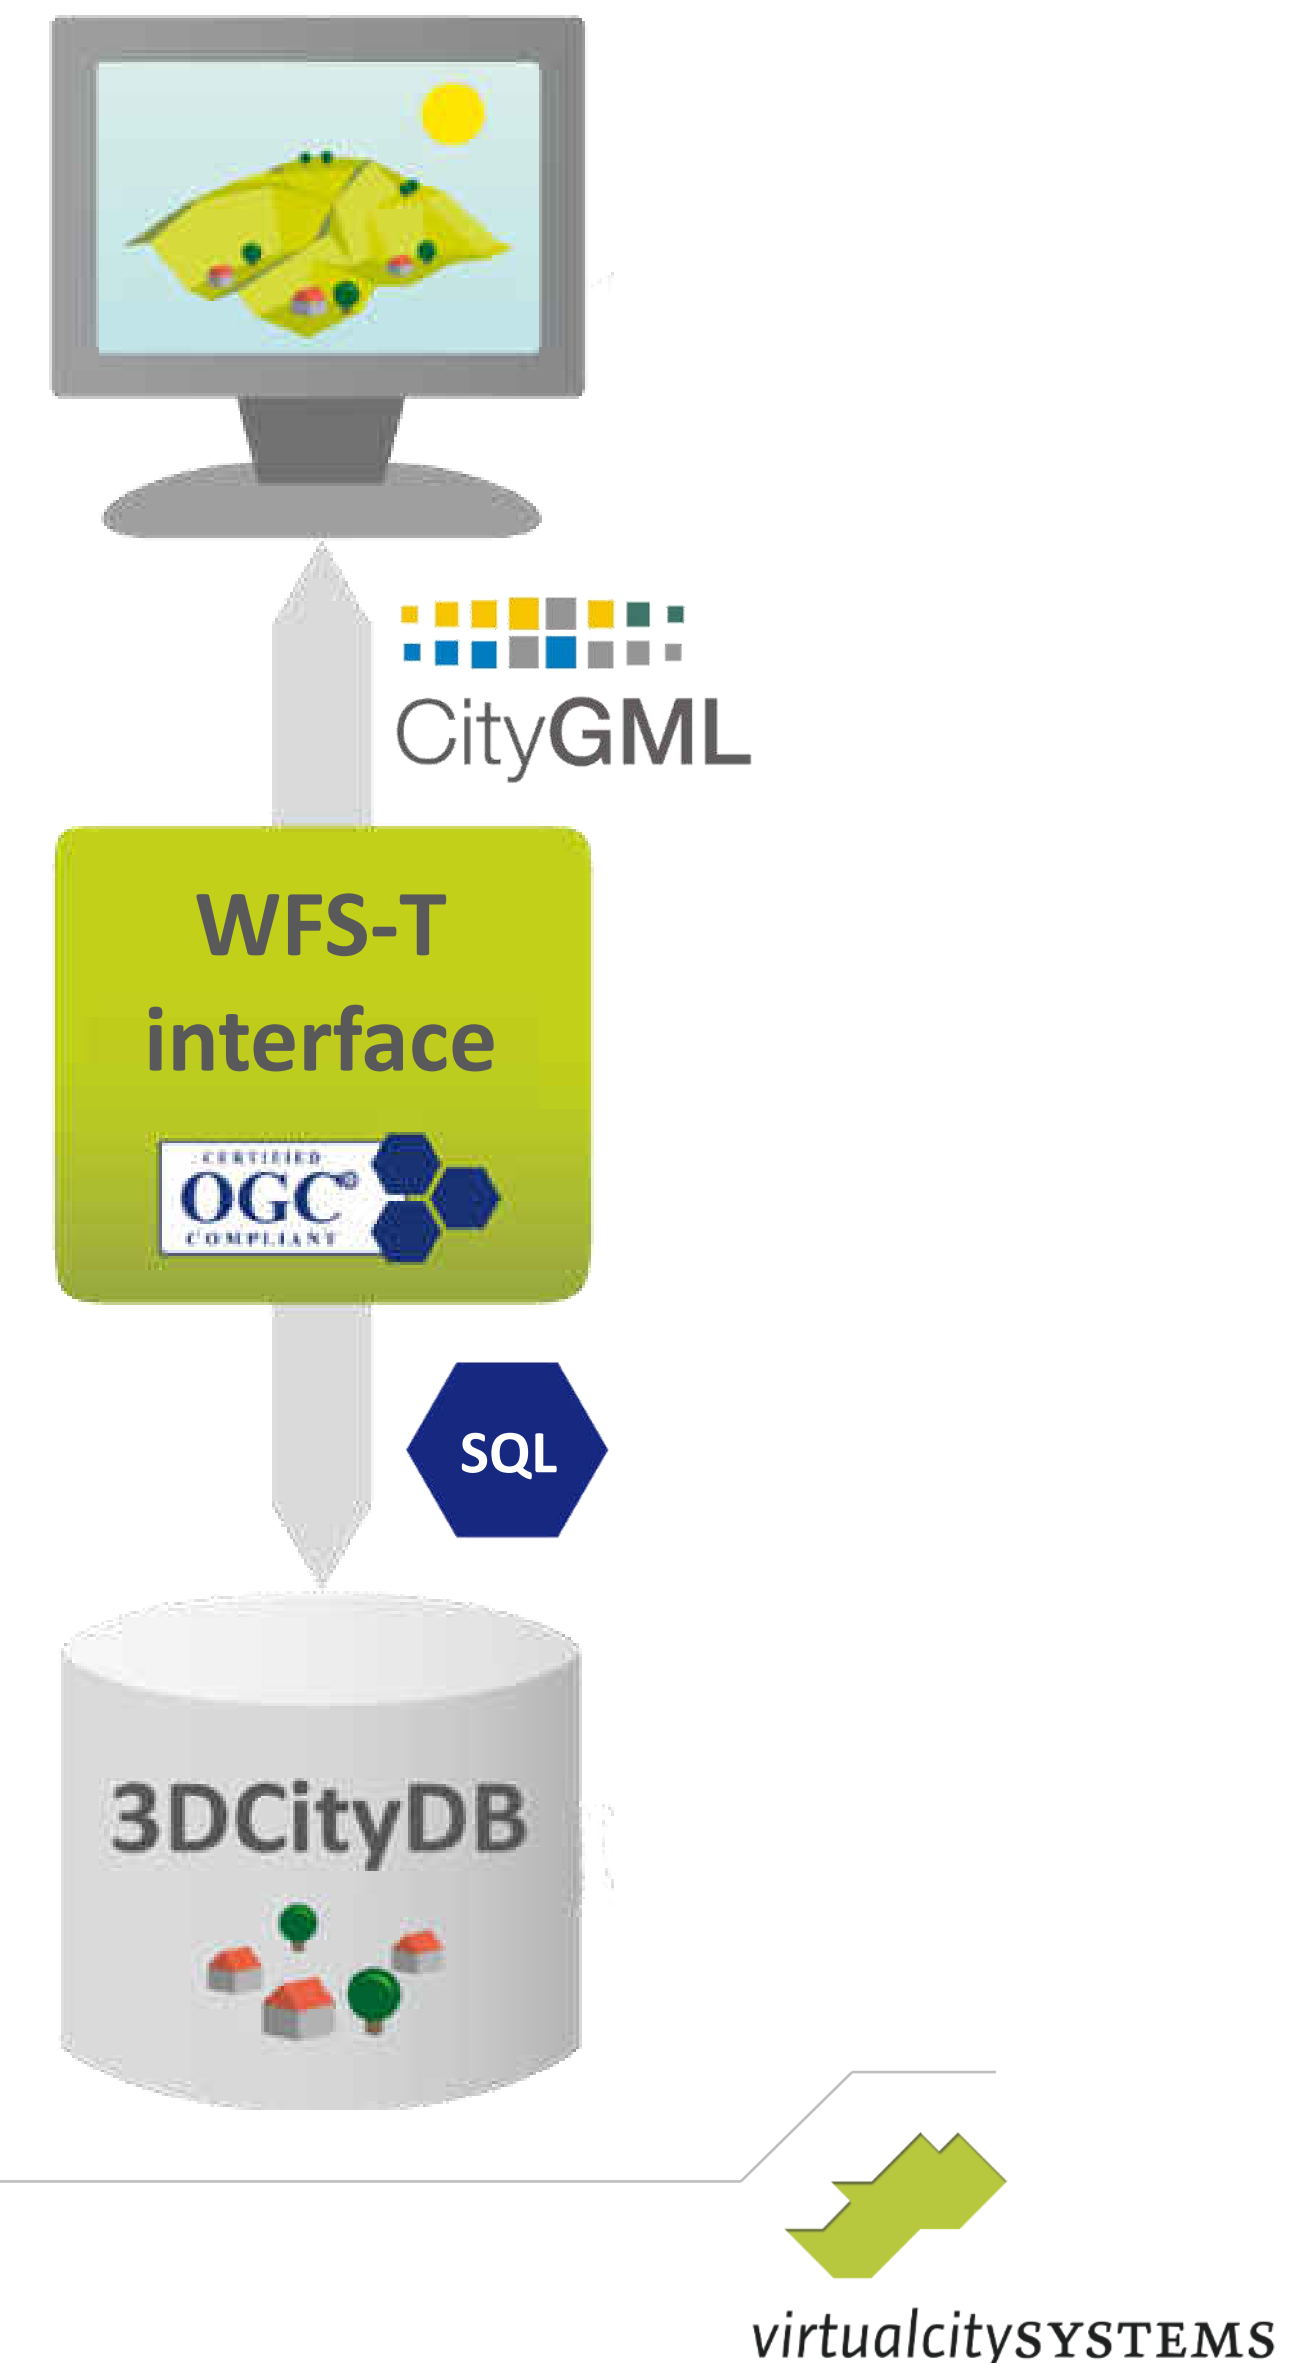 CityGML
WFS-T
interface
CERTIFIED
OGC®
COMPLIANT
SQL
3DCityDB
virtualcitySYSTEMS